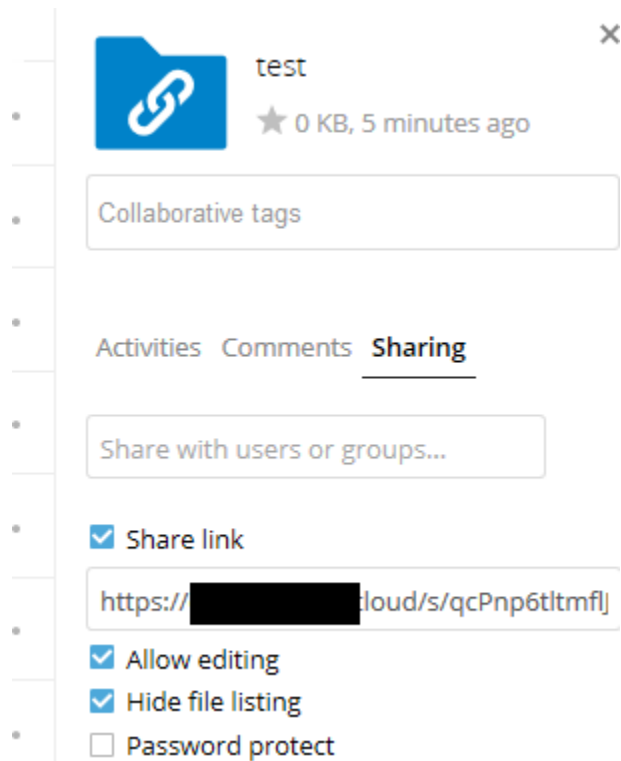 test
0 KB, 5 minutes ago
Collaborative tags
Activities Comments Sharing
Share with users or groups...
Share link
https:// loud/s/qcPnp6tltmflJ
Allow editing
Hide file listing
Password protect